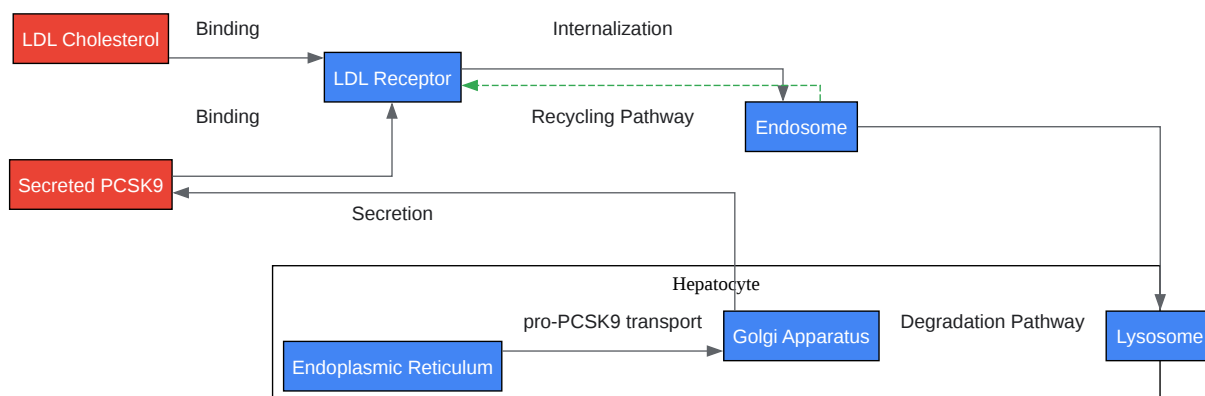 LDL Cholesterol
Binding
Internalization
LDL Receptor
Binding
Recycling Pathway
Endosome
Secreted PCSK9
Secretion
Hepatocyte
pro-PCSK9 transport
Golgi Apparatus
Degradation Pathway
Lysosome
Endoplasmic Reticulum